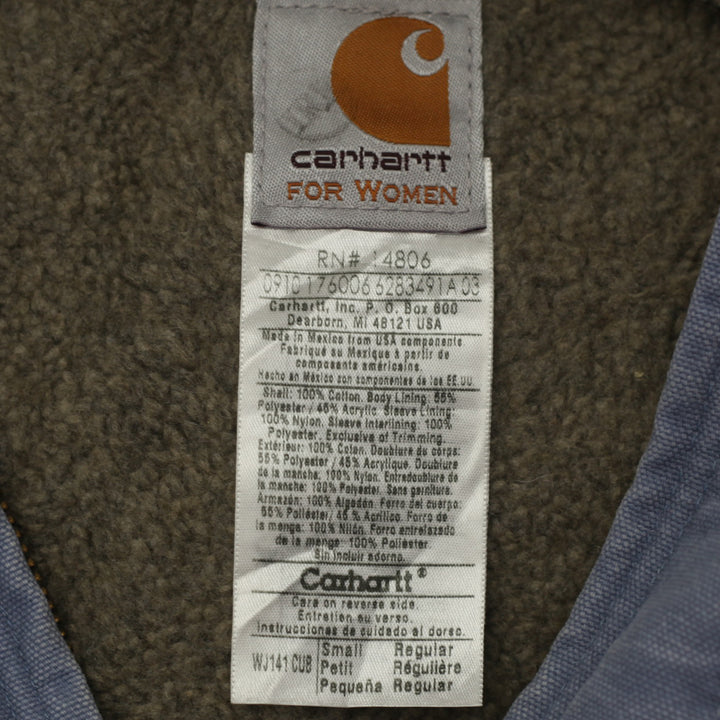 carhartt
FOR WOMEN
RN# 14806
0910 176006 6283491A 03
Carhartt, Inc. P. O. Box 600
Dearborn, MI 48121 USA
Made in Mexico from USA components
Fabriqué au Mexique à partir de
composants américains.
Hecho en México con componentes de los EE.UU.
Shell: 100% Cotton. Body Lining: 55%
Polyester / 45% Acrylic. Sleeve Lining:
100% Nylon. Sleeve Interlining: 100%
Polyester. Exclusive of Trimming.
Extérieur: 100% Coton. Doublure du corps:
55% Polyester / 45% Acrylique. Doublure
de la manche: 100% Nylon. Entredoublure de
la manche: 100% Polyester. Sans garniture.
Armazón: 100% Algodón. Forro del cuerpo:
55% Poliéster / 45 % Acrílico. Forro de
la manga: 100% Nilón. Forro entrelazado
de la manga: 100% Poliéster.
Sin incluir adorno.
Carhartt®
Care on reverse side.
Entretien au verso.
Instrucciones de cuidado al dorso.
WJ141 CUB
Small Regular
Petit Régulière
Pequeña Regular